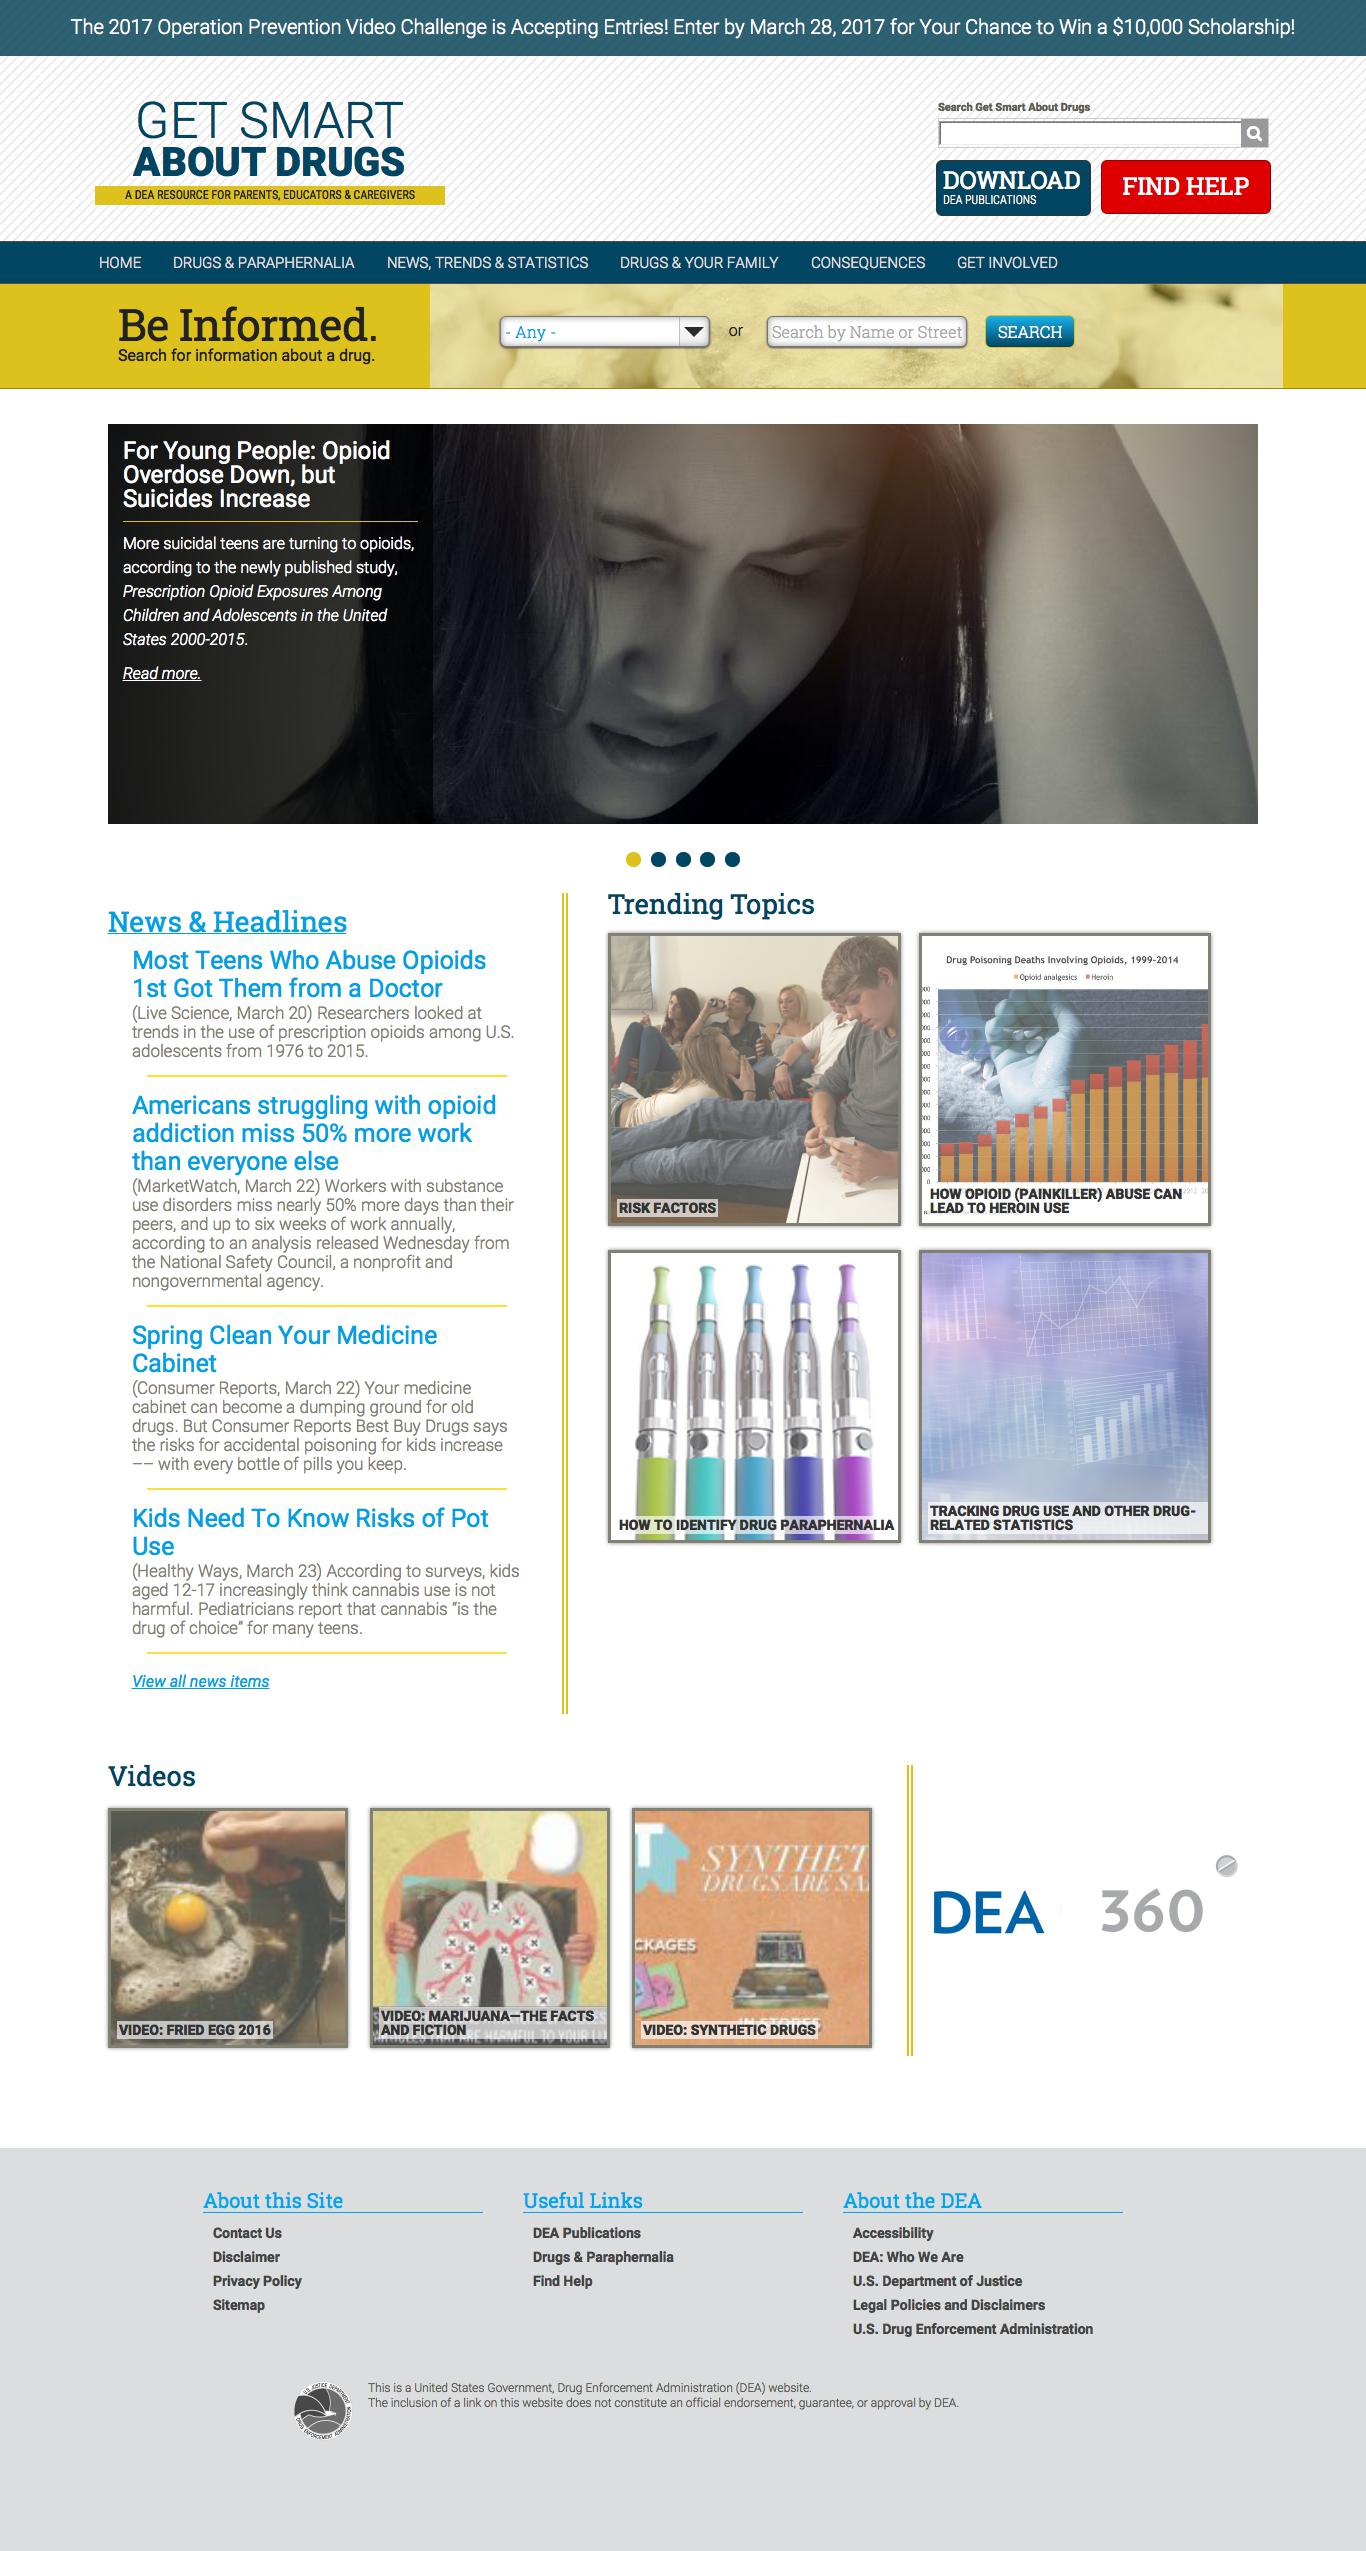 The 2017 Operation Prevention Video Challenge is Accepting Entries! Enter by March 28, 2017 for Your Chance to Win a $10,000 Scholarship!
GET SMART
ABOUT DRUGS
A DEA RESOURCE FOR PARENTS, EDUCATORS & CAREGIVERS
Search Get Smart About Drugs
DOWNLOAD
DEA PUBLICATIONS
FIND HELP
HOME DRUGS & PARAPHERNALIA NEWS, TRENDS & STATISTICS DRUGS & YOUR FAMILY CONSEQUENCES GET INVOLVED
Be Informed.
Search for information about a drug.
- Any - or Search by Name or Street SEARCH
For Young People: Opioid
Overdose Down, but
Suicides Increase
More suicidal teens are turning to opioids,
according to the newly published study,
Prescription Opioid Exposures Among
Children and Adolescents in the United
States 2000-2015.
Read more.
News & Headlines
Most Teens Who Abuse Opioids
1st Got Them from a Doctor
(Live Science, March 20) Researchers looked at
trends in the use of prescription opioids among U.S.
adolescents from 1976 to 2015.
Americans struggling with opioid
addiction miss 50% more work
than everyone else
(MarketWatch, March 22) Workers with substance
use disorders miss nearly 50% more days than their
peers, and up to six weeks of work annually,
according to an analysis released Wednesday from
the National Safety Council, a nonprofit and
nongovernmental agency.
Spring Clean Your Medicine
Cabinet
(Consumer Reports, March 22) Your medicine
cabinet can become a dumping ground for old
drugs. But Consumer Reports Best Buy Drugs says
the risks for accidental poisoning for kids increase
–– with every bottle of pills you keep.
Kids Need To Know Risks of Pot
Use
(Healthy Ways, March 23) According to surveys, kids
aged 12-17 increasingly think cannabis use is not
harmful. Pediatricians report that cannabis "is the
drug of choice" for many teens.
View all news items
Trending Topics
RISK FACTORS
Drug Poisoning Deaths Involving Opioids, 1999-2014
Opioid analgesics Heroin
HOW OPIOID (PAINKILLER) ABUSE CAN
LEAD TO HEROIN USE
HOW TO IDENTIFY DRUG PARAPHERNALIA
TRACKING DRUG USE AND OTHER DRUG-
RELATED STATISTICS
Videos
VIDEO: FRIED EGG 2016
VIDEO: MARIJUANA—THE FACTS
AND FICTION
SYNTHET
DRUGS ARE SA
CKAGES
VIDEO: SYNTHETIC DRUGS
DEA 360
About this Site
Contact Us
Disclaimer
Privacy Policy
Sitemap
Useful Links
DEA Publications
Drugs & Paraphernalia
Find Help
About the DEA
Accessibility
DEA: Who We Are
U.S. Department of Justice
Legal Policies and Disclaimers
U.S. Drug Enforcement Administration
This is a United States Government, Drug Enforcement Administration (DEA) website.
The inclusion of a link on this website does not constitute an official endorsement, guarantee, or approval by DEA.